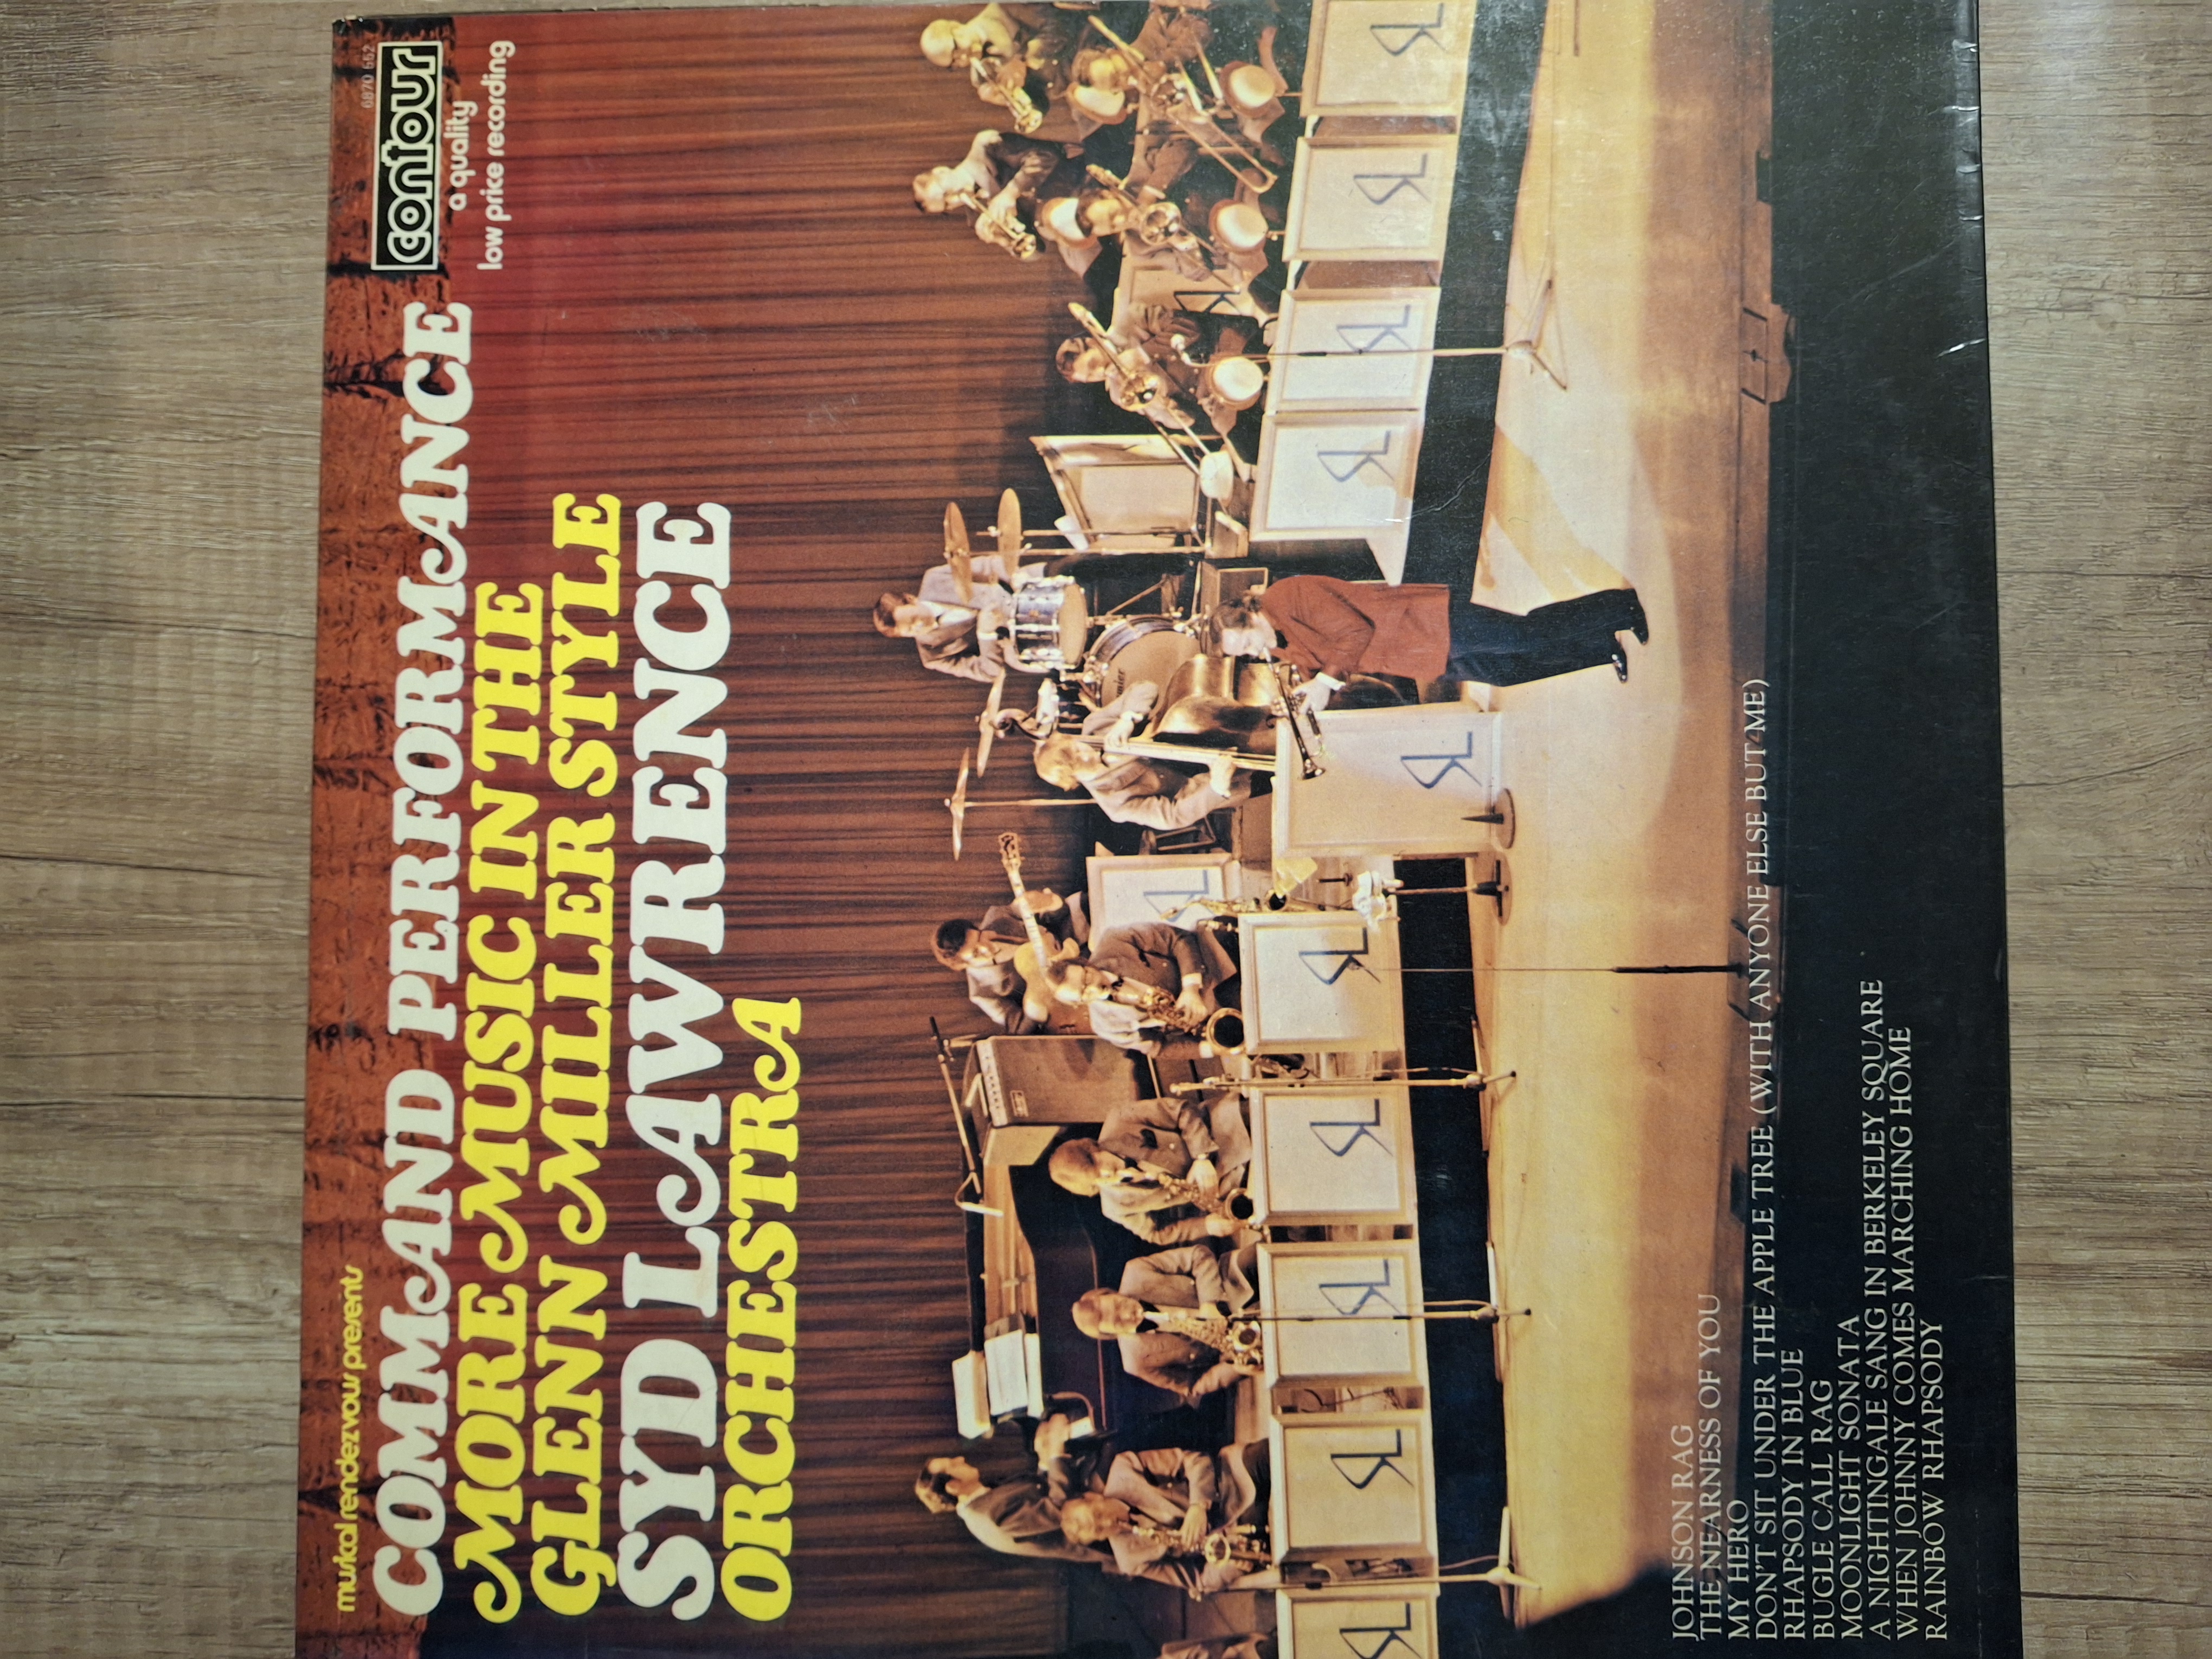 musical rendezvous presents
6870 552
contour
a quality
low price recording
COMMAND PERFORMANCE
MORE MUSIC IN THE
GLENN MILLER STYLE
SYD LAWRENCE
ORCHESTRA
JOHNSON RAG
THE NEARNESS OF YOU
MY HERO
DON'T SIT UNDER THE APPLE TREE (WITH ANYONE ELSE BUT ME)
RHAPSODY IN BLUE
BUGLE CALL RAG
MOONLIGHT SONATA
A NIGHTINGALE SANG IN BERKELEY SQUARE
WHEN JOHNNY COMES MARCHING HOME
RAINBOW RHAPSODY